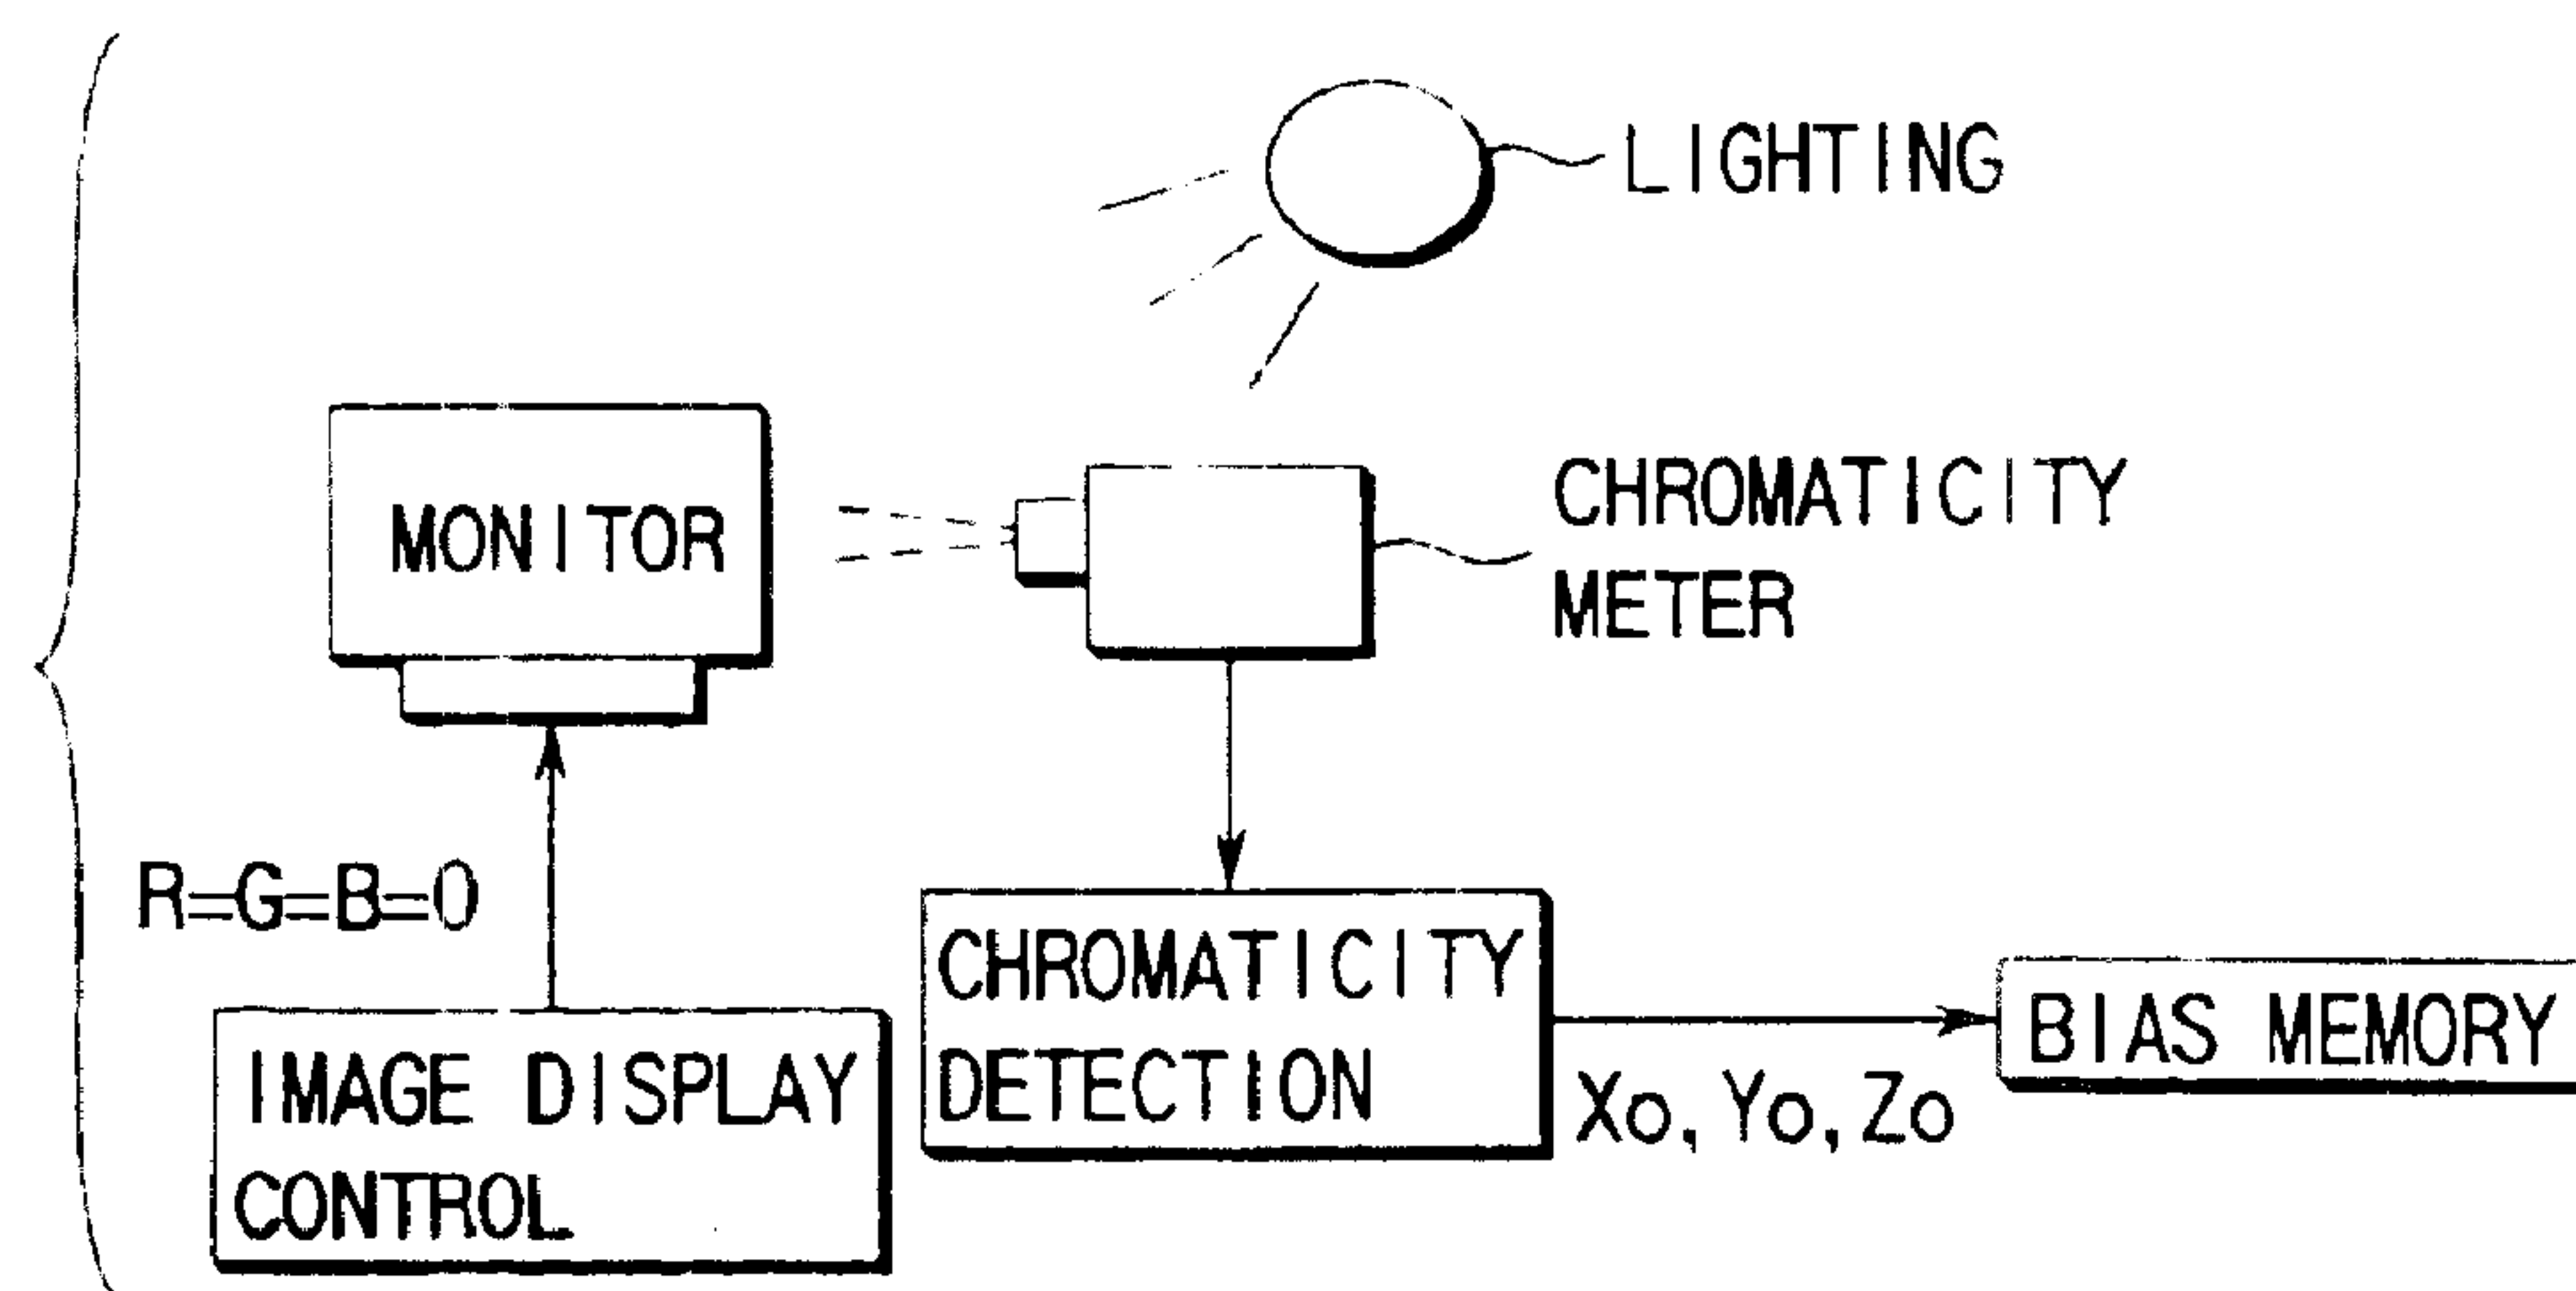 LIGHTING
MONITOR
CHROMATICITY
METER
R=G=B=0
IMAGE DISPLAY
CONTROL
CHROMATICITY
DETECTION
Xo, Yo, Zo
BIAS MEMORY